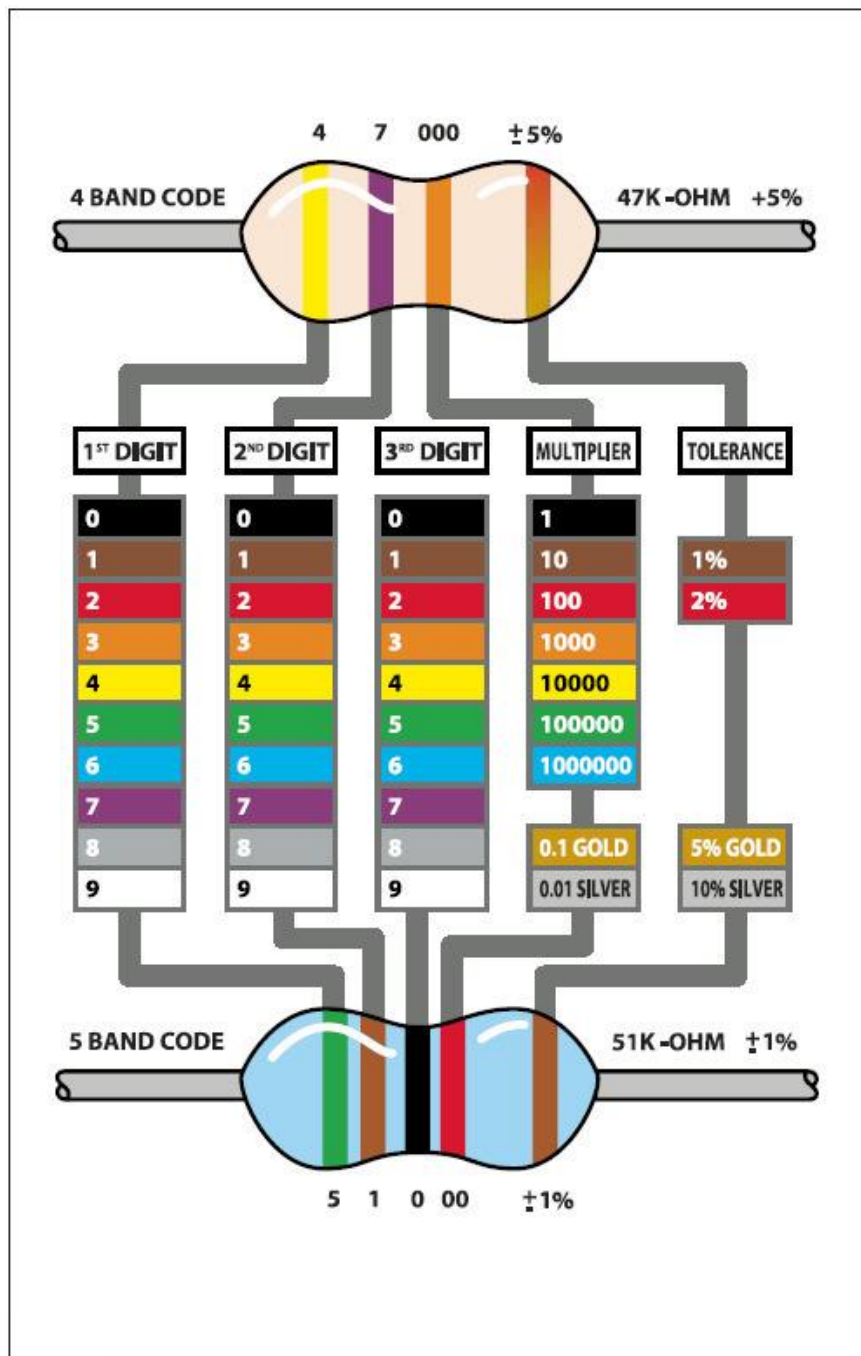 4 7 000 ±5%
4 BAND CODE
47K-OHM +5%
1ST DIGIT
2ND DIGIT
3RD DIGIT
MULTIPLIER
TOLERANCE
0 0 0 1
1 1 1 10 1%
2 2 2 100 2%
3 3 3 1000
4 4 4 10000
5 5 5 100000
6 6 6 1000000
7 7 7
8 8 8 0.1 GOLD 5% GOLD
9 9 9 0.01 SILVER 10% SILVER
5 BAND CODE
51K-OHM ±1%
5 1 0 00 ±1%